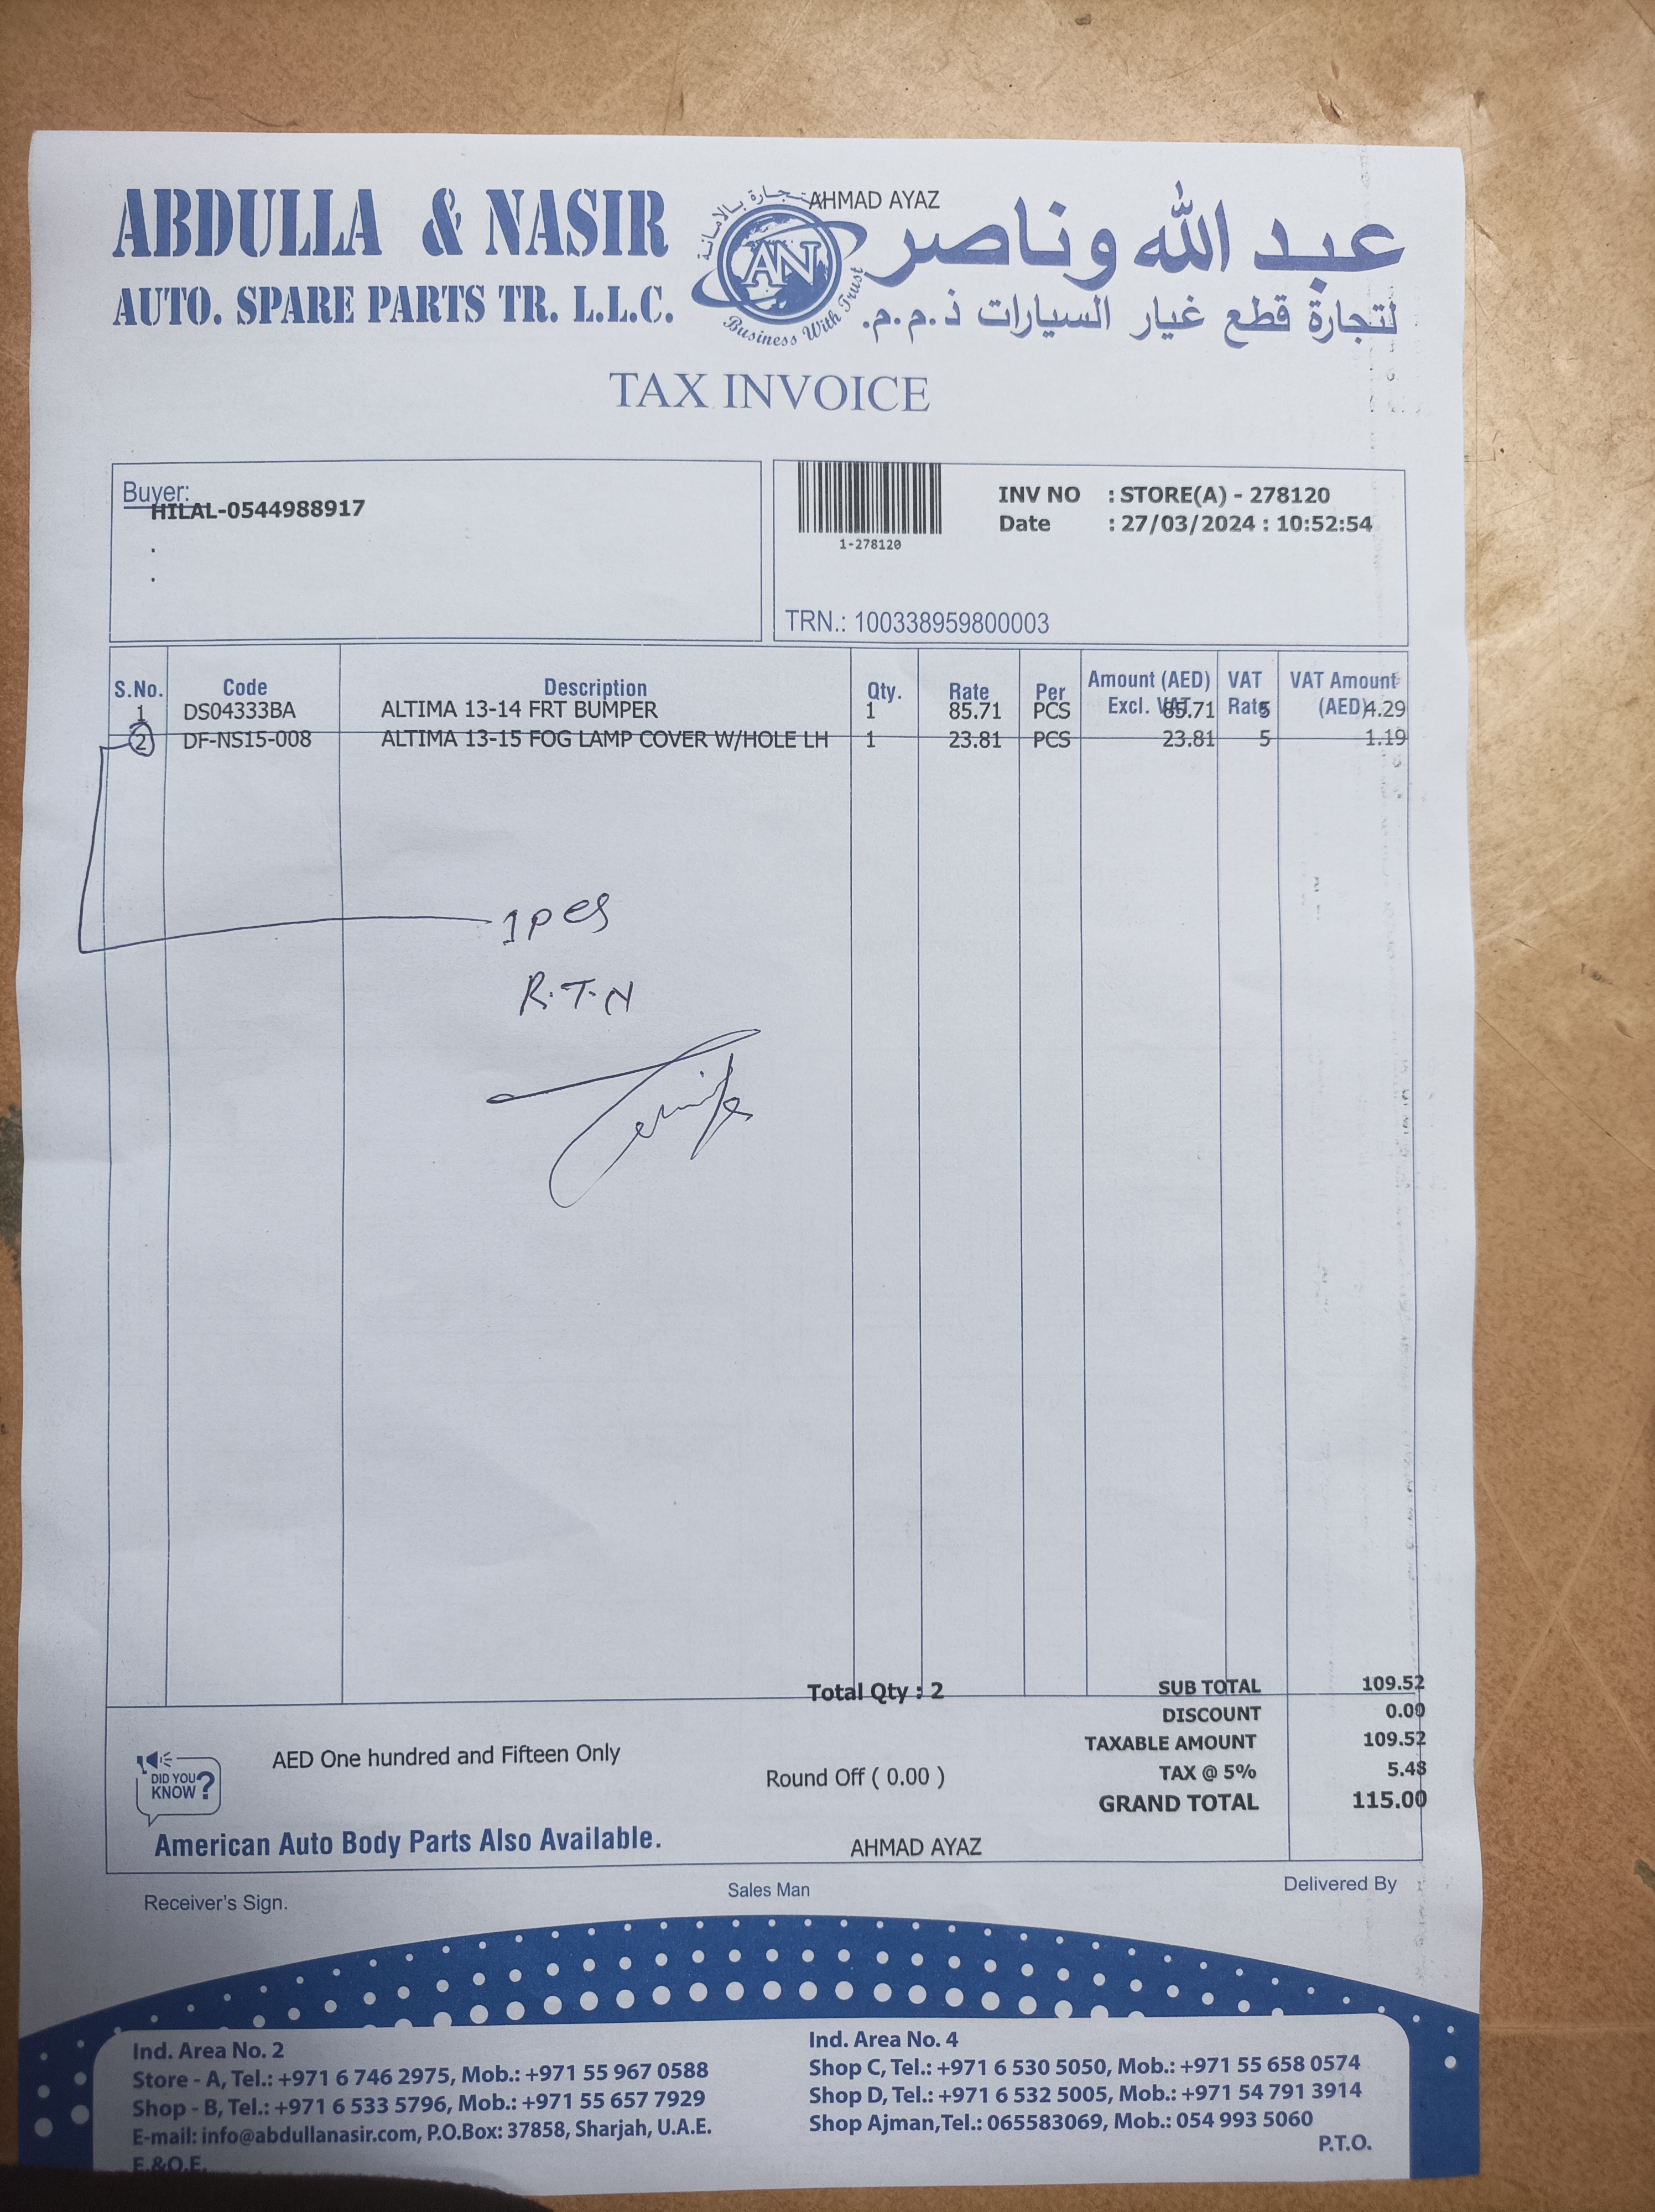 ABDULLA & NASIR
AUTO. SPARE PARTS TR. L.L.C.
تجارة بالامانة
AN
Business With Trust
AHMAD AYAZ
عبد الله وناصر
لتجارة قطع غيار السيارات ذ.م.م.
TAX INVOICE
Buyer:
HILAL-0544988917
.
.
1-278120
INV NO : STORE(A) - 278120
Date : 27/03/2024 : 10:52:54
TRN.: 100338959800003
S.No. Code Description Qty. Rate Per Amount (AED) Excl. VAT VAT Rate VAT Amount (AED)
1 DS04333BA ALTIMA 13-14 FRT BUMPER 1 85.71 PCS 85.71 5 4.29
2 DF-NS15-008 ALTIMA 13-15 FOG LAMP COVER W/HOLE LH 1 23.81 PCS 23.81 5 1.19
1 pcs
R.T.N
Total Qty : 2
SUB TOTAL 109.52
DISCOUNT 0.00
TAXABLE AMOUNT 109.52
TAX @ 5% 5.48
GRAND TOTAL 115.00
AED One hundred and Fifteen Only
Round Off ( 0.00 )
DID YOU KNOW ?
American Auto Body Parts Also Available.
AHMAD AYAZ
Receiver's Sign. Sales Man Delivered By
Ind. Area No. 2
Store - A, Tel.: +971 6 746 2975, Mob.: +971 55 967 0588
Shop - B, Tel.: +971 6 533 5796, Mob.: +971 55 657 7929
E-mail: info@abdullanasir.com, P.O.Box: 37858, Sharjah, U.A.E.
E.&O.E.
Ind. Area No. 4
Shop C, Tel.: +971 6 530 5050, Mob.: +971 55 658 0574
Shop D, Tel.: +971 6 532 5005, Mob.: +971 54 791 3914
Shop Ajman,Tel.: 065583069, Mob.: 054 993 5060
P.T.O.